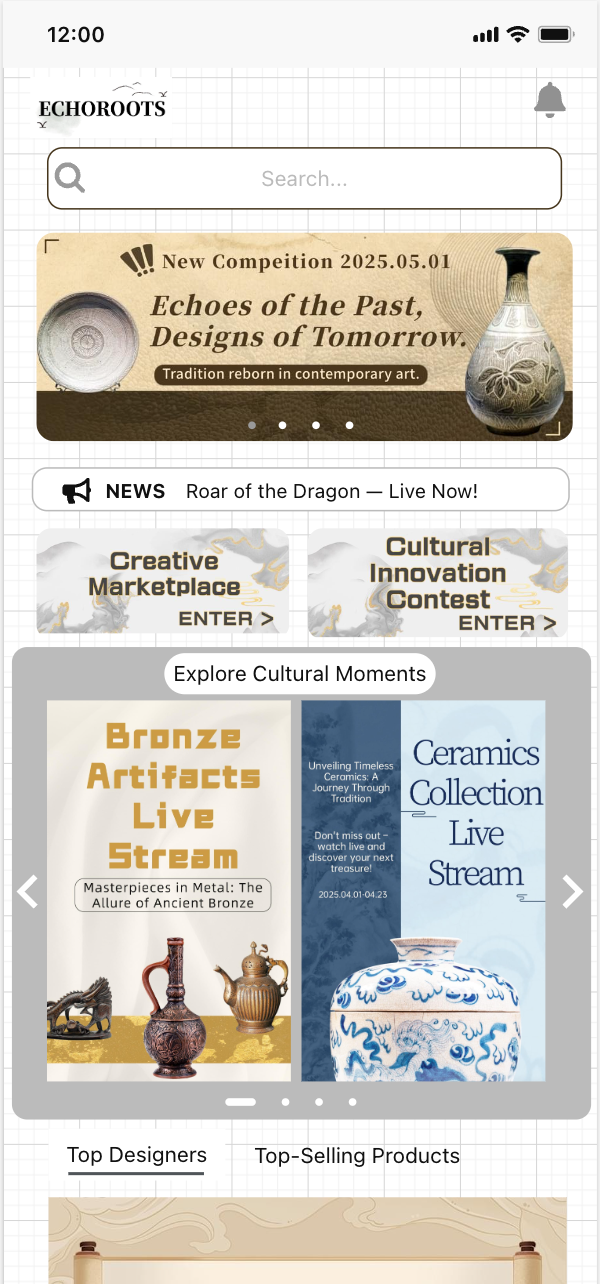 12:00
ECHOROOTS
Search...
New Compeition 2025.05.01
Echoes of the Past,
Designs of Tomorrow.
Tradition reborn in contemporary art.
NEWS Roar of the Dragon — Live Now!
Creative
Marketplace
ENTER >
Cultural
Innovation
Contest
ENTER >
Explore Cultural Moments
Bronze
Artifacts
Live
Stream
Masterpieces in Metal: The
Allure of Ancient Bronze
Unveiling Timeless
Ceramics: A
Journey Through
Tradition
Don't miss out –
watch live and
discover your next
treasure!
2025.04.01-04.23
Ceramics
Collection
Live
Stream
Top Designers Top-Selling Products